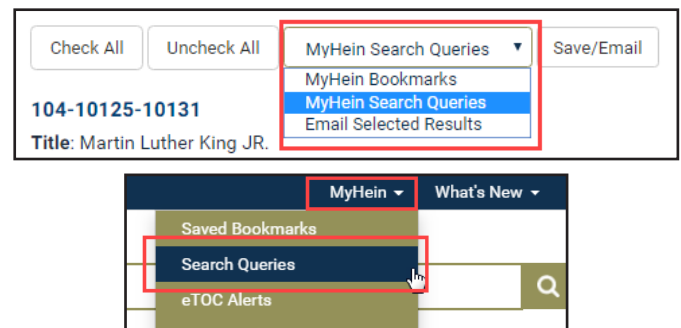 Check All Uncheck All MyHein Search Queries Save/Email
MyHein Bookmarks
104-10125-10131 MyHein Search Queries
Email Selected Results
Title: Martin Luther King JR.
MyHein What's New
Saved Bookmarks
Search Queries
eTOC Alerts